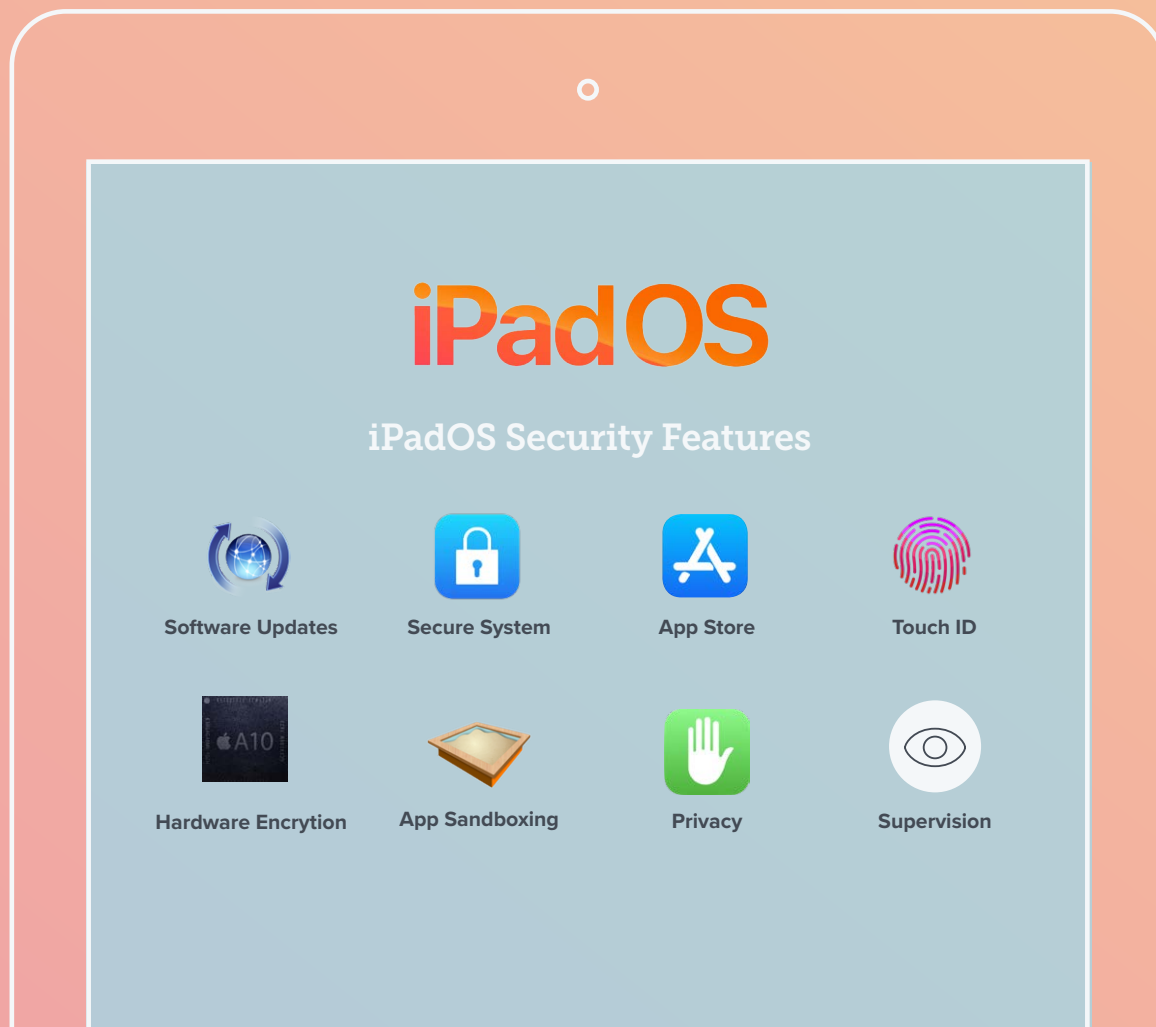 iPadOS
iPadOS Security Features
Software Updates
Secure System
App Store
Touch ID
A10
Hardware Encrytion
App Sandboxing
Privacy
Supervision